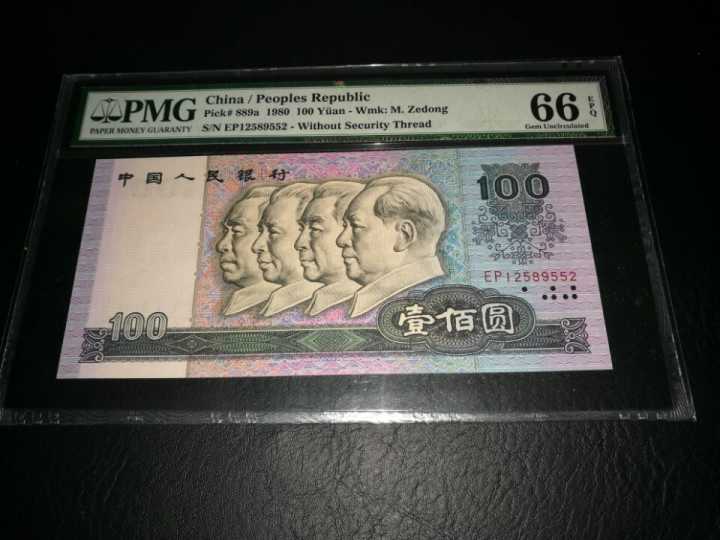 PMG
PAPER MONEY GUARANTY
China / Peoples Republic
Pick# 889a 1980 100 Yüan - Wmk: M. Zedong
S/N EP12589552 - Without Security Thread
66 EPQ
Gem Uncirculated
中国人民银行
100
EP12589552
100
壹佰圆